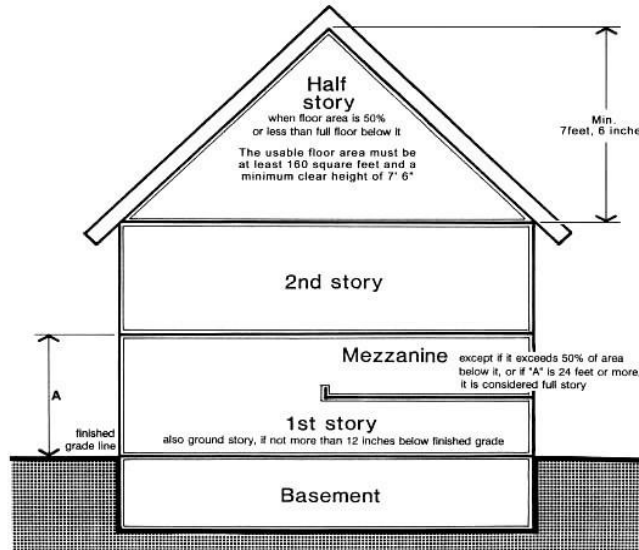 Half
story
when floor area is 50%
or less than full floor below it
The usable floor area must be
at least 160 square feet and a
minimum clear height of 7' 6"
Min.
7feet, 6 inche
2nd story
Mezzanine
except if it exceeds 50% of area
below it, or if "A" is 24 feet or more,
it is considered full story
A
1st story
also ground story, if not more than 12 inches below finished grade
finished
grade line
Basement